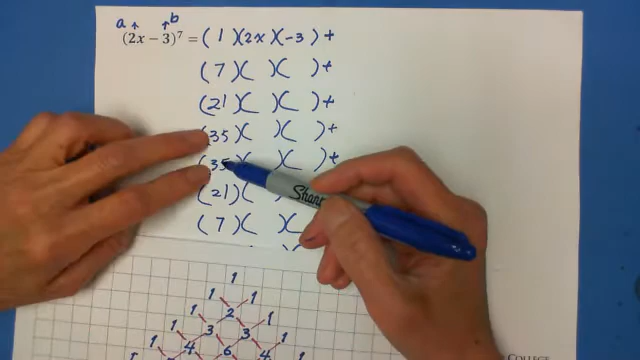 a b
(2x − 3)⁷ = ( 1 )(2x )(-3 ) +
( 7 )( )( ) +
( 21 )( )( ) +
( 35 )( )( ) +
( 35 )( )( ) +
( 21 )( )
( 7 )( )(
1
1 1
1 2 1
1 3 3 1
1 4 6 4 1
COLLEGE